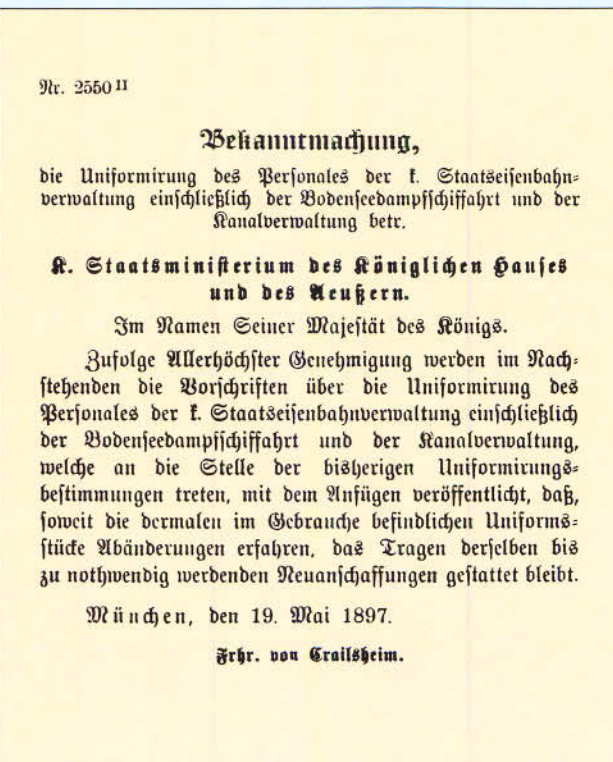 Nr. 2550 II
Bekanntmachung,
die Uniformirung des Personales der k. Staatseisenbahn-
verwaltung einschließlich der Bodenseedampfschiffahrt und der
Kanalverwaltung betr.
K. Staatsministerium des Königlichen Hauses
und des Aeußern.
Im Namen Seiner Majestät des Königs.
Zufolge Allerhöchster Genehmigung werden im Nach-
stehenden die Vorschriften über die Uniformirung des
Personales der k. Staatseisenbahnverwaltung einschließlich
der Bodenseedampfschiffahrt und der Kanalverwaltung,
welche an die Stelle der bisherigen Uniformirungs-
bestimmungen treten, mit dem Anfügen veröffentlicht, daß,
soweit die dermalen im Gebrauche befindlichen Uniforms-
stücke Abänderungen erfahren, das Tragen derselben bis
zu nothwendig werdenden Neuanschaffungen gestattet bleibt.
München, den 19. Mai 1897.
Frhr. von Crailsheim.